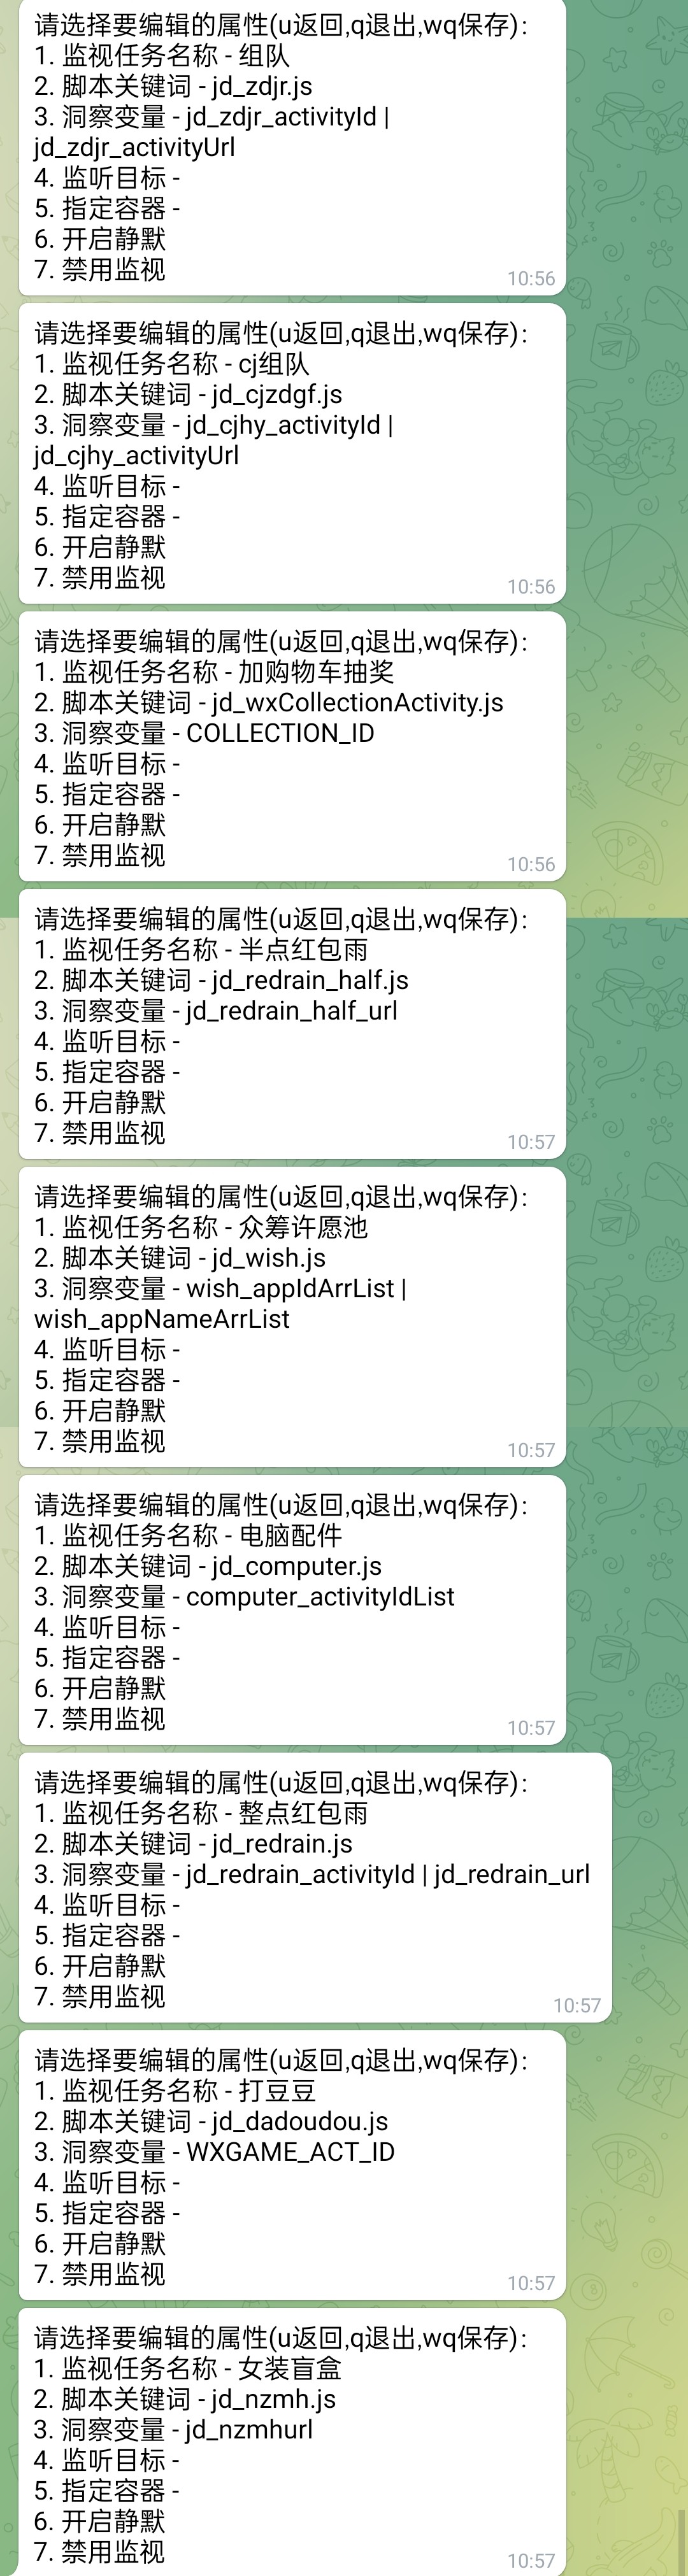 请选择要编辑的属性(u返回,q退出,wq保存):
1. 监视任务名称 - 组队
2. 脚本关键词 - jd_zdjr.js
3. 洞察变量 - jd_zdjr_activityId |
jd_zdjr_activityUrl
4. 监听目标 -
5. 指定容器 -
6. 开启静默
7. 禁用监视
10:56
请选择要编辑的属性(u返回,q退出,wq保存):
1. 监视任务名称 - cj组队
2. 脚本关键词 - jd_cjzdgf.js
3. 洞察变量 - jd_cjhy_activityId |
jd_cjhy_activityUrl
4. 监听目标 -
5. 指定容器 -
6. 开启静默
7. 禁用监视
10:56
请选择要编辑的属性(u返回,q退出,wq保存):
1. 监视任务名称 - 加购物车抽奖
2. 脚本关键词 - jd_wxCollectionActivity.js
3. 洞察变量 - COLLECTION_ID
4. 监听目标 -
5. 指定容器 -
6. 开启静默
7. 禁用监视
10:56
请选择要编辑的属性(u返回,q退出,wq保存):
1. 监视任务名称 - 半点红包雨
2. 脚本关键词 - jd_redrain_half.js
3. 洞察变量 - jd_redrain_half_url
4. 监听目标 -
5. 指定容器 -
6. 开启静默
7. 禁用监视
10:57
请选择要编辑的属性(u返回,q退出,wq保存):
1. 监视任务名称 - 众筹许愿池
2. 脚本关键词 - jd_wish.js
3. 洞察变量 - wish_appIdArrList |
wish_appNameArrList
4. 监听目标 -
5. 指定容器 -
6. 开启静默
7. 禁用监视
10:57
请选择要编辑的属性(u返回,q退出,wq保存):
1. 监视任务名称 - 电脑配件
2. 脚本关键词 - jd_computer.js
3. 洞察变量 - computer_activityIdList
4. 监听目标 -
5. 指定容器 -
6. 开启静默
7. 禁用监视
10:57
请选择要编辑的属性(u返回,q退出,wq保存):
1. 监视任务名称 - 整点红包雨
2. 脚本关键词 - jd_redrain.js
3. 洞察变量 - jd_redrain_activityId | jd_redrain_url
4. 监听目标 -
5. 指定容器 -
6. 开启静默
7. 禁用监视
10:57
请选择要编辑的属性(u返回,q退出,wq保存):
1. 监视任务名称 - 打豆豆
2. 脚本关键词 - jd_dadoudou.js
3. 洞察变量 - WXGAME_ACT_ID
4. 监听目标 -
5. 指定容器 -
6. 开启静默
7. 禁用监视
10:57
请选择要编辑的属性(u返回,q退出,wq保存):
1. 监视任务名称 - 女装盲盒
2. 脚本关键词 - jd_nzmh.js
3. 洞察变量 - jd_nzmhurl
4. 监听目标 -
5. 指定容器 -
6. 开启静默
7. 禁用监视
10:57